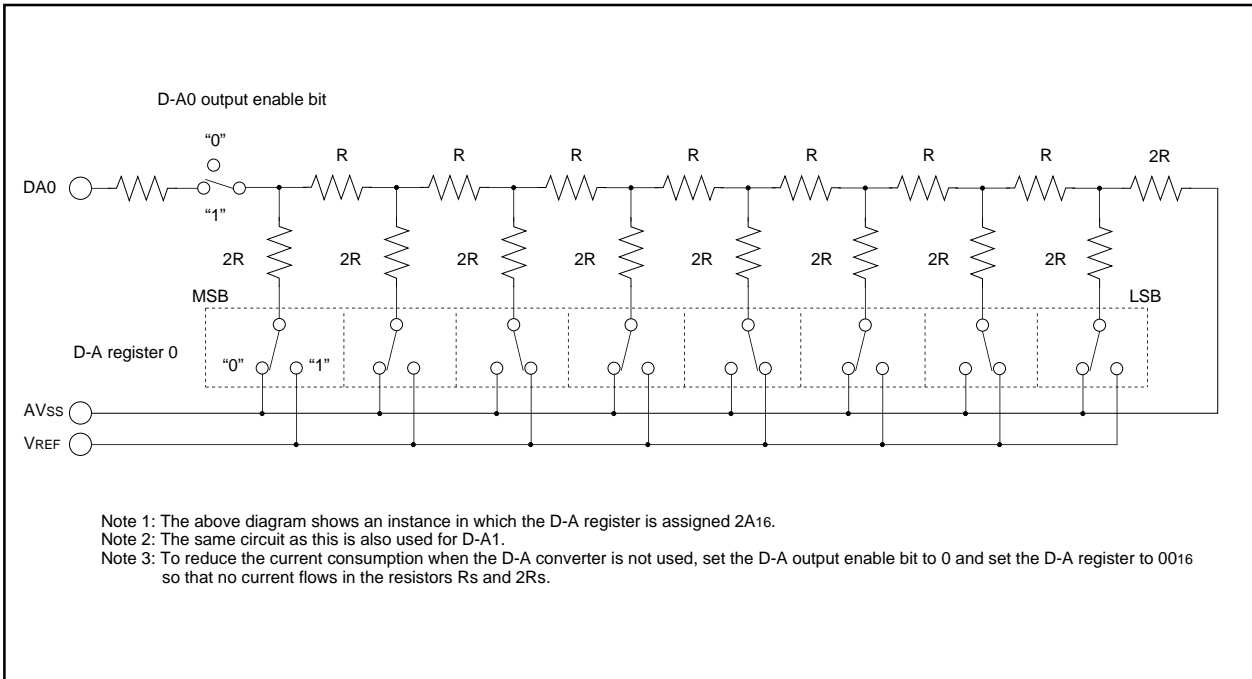 D-A0 output enable bit
“0”
R R R R R R R 2R
DA0
“1”
2R 2R 2R 2R 2R 2R 2R 2R
MSB LSB
D-A register 0
“0” “1”
AVSS
VREF
Note 1: The above diagram shows an instance in which the D-A register is assigned 2A16.
Note 2: The same circuit as this is also used for D-A1.
Note 3: To reduce the current consumption when the D-A converter is not used, set the D-A output enable bit to 0 and set the D-A register to 0016
so that no current flows in the resistors Rs and 2Rs.